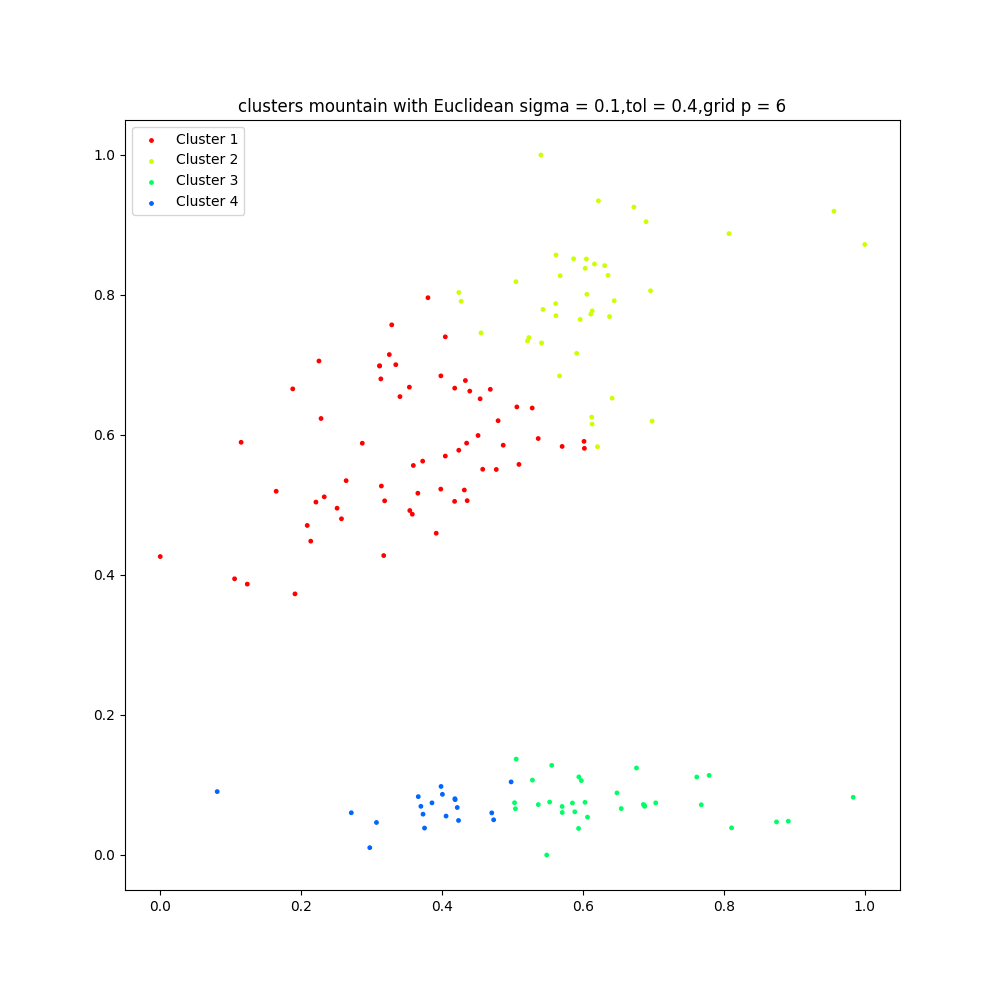 clusters mountain with Euclidean sigma = 0.1,tol = 0.4,grid p = 6
Cluster 1
Cluster 2
Cluster 3
Cluster 4
1.0
0.8
0.6
0.4
0.2
0.0
0.0 0.2 0.4 0.6 0.8 1.0